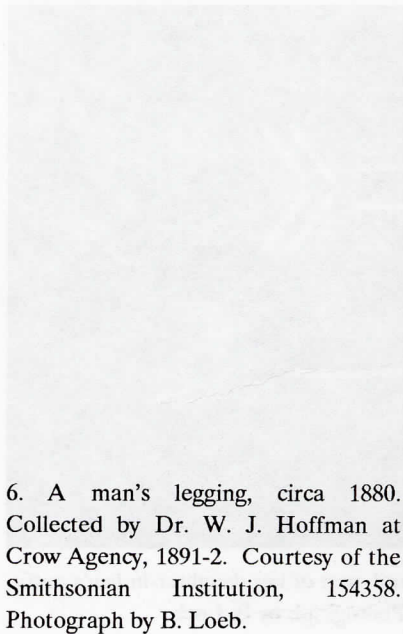 6. A man's legging, circa 1880.
Collected by Dr. W. J. Hoffman at
Crow Agency, 1891-2. Courtesy of the
Smithsonian Institution, 154358.
Photograph by B. Loeb.